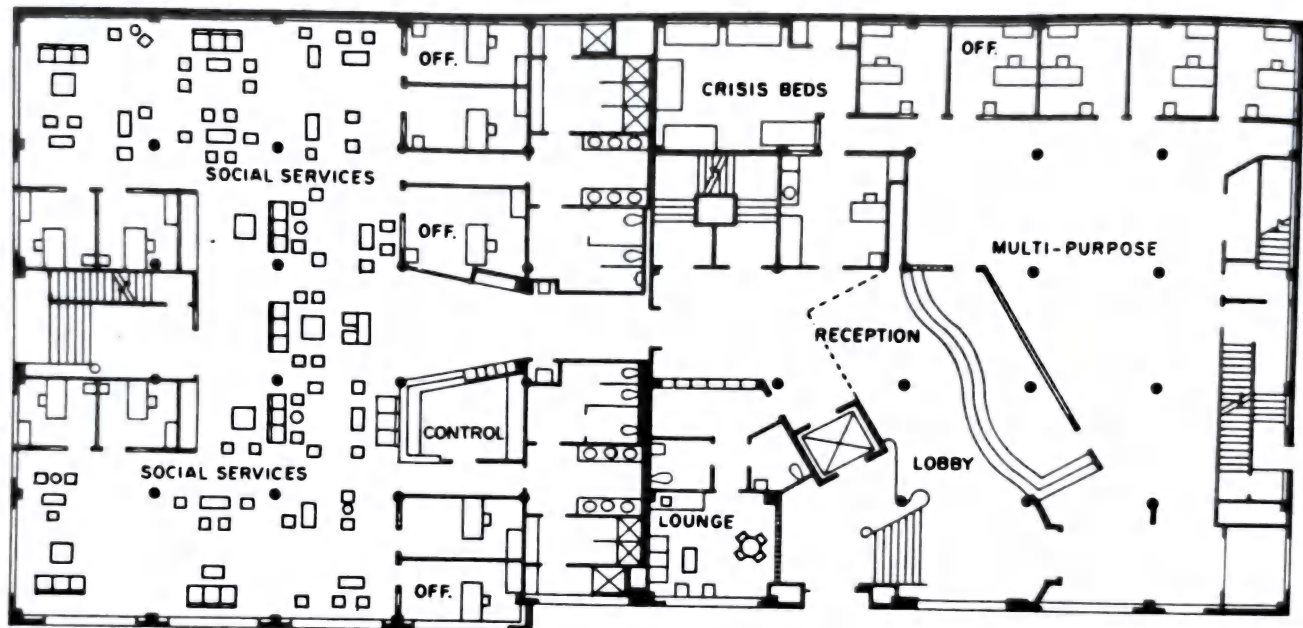 OFF.
CRISIS BEDS
OFF.
SOCIAL SERVICES
OFF.
MULTI-PURPOSE
RECEPTION
CONTROL
SOCIAL SERVICES
LOBBY
LOUNGE
OFF.